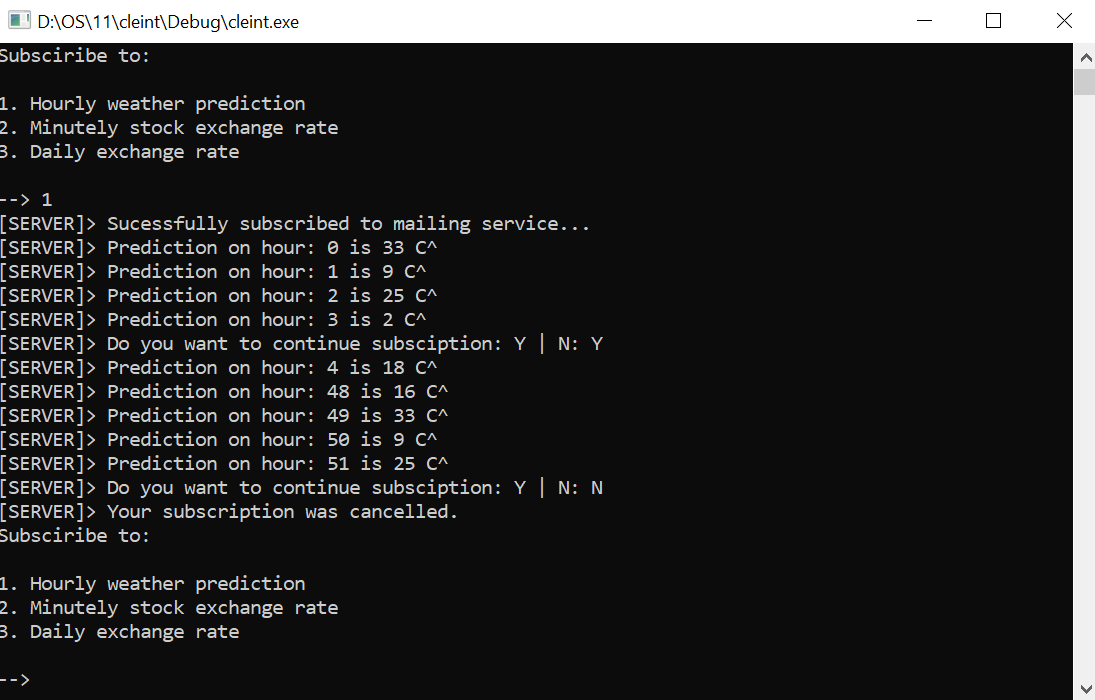 D:\OS\11\cleint\Debug\cleint.exe
Subsciribe to:
1. Hourly weather prediction
2. Minutely stock exchange rate
3. Daily exchange rate
--> 1
[SERVER]> Sucessfully subscribed to mailing service...
[SERVER]> Prediction on hour: 0 is 33 C^
[SERVER]> Prediction on hour: 1 is 9 C^
[SERVER]> Prediction on hour: 2 is 25 C^
[SERVER]> Prediction on hour: 3 is 2 C^
[SERVER]> Do you want to continue subsciption: Y | N: Y
[SERVER]> Prediction on hour: 4 is 18 C^
[SERVER]> Prediction on hour: 48 is 16 C^
[SERVER]> Prediction on hour: 49 is 33 C^
[SERVER]> Prediction on hour: 50 is 9 C^
[SERVER]> Prediction on hour: 51 is 25 C^
[SERVER]> Do you want to continue subsciption: Y | N: N
[SERVER]> Your subscription was cancelled.
Subsciribe to:
1. Hourly weather prediction
2. Minutely stock exchange rate
3. Daily exchange rate
-->